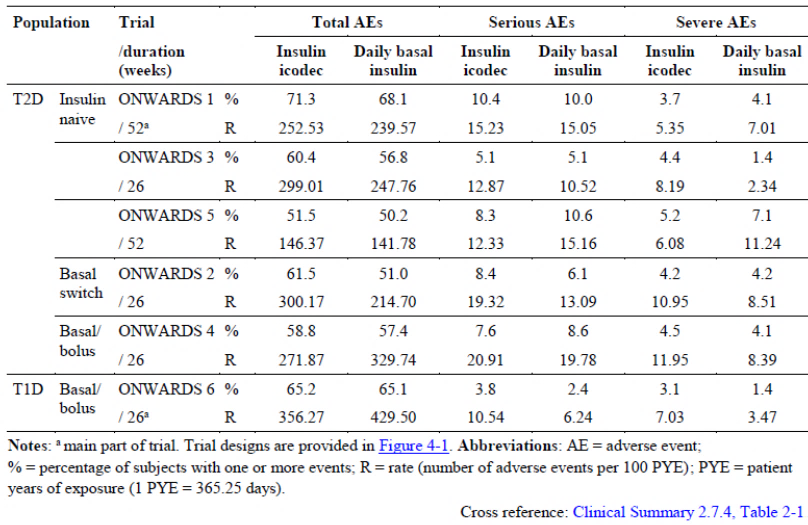 Population Trial Total AEs Serious AEs Severe AEs
/duration (weeks) Insulin icodec Daily basal insulin Insulin icodec Daily basal insulin Insulin icodec Daily basal insulin
T2D Insulin naive ONWARDS 1 % 71.3 68.1 10.4 10.0 3.7 4.1
/ 52ᵃ R 252.53 239.57 15.23 15.05 5.35 7.01
ONWARDS 3 % 60.4 56.8 5.1 5.1 4.4 1.4
/ 26 R 299.01 247.76 12.87 10.52 8.19 2.34
ONWARDS 5 % 51.5 50.2 8.3 10.6 5.2 7.1
/ 52 R 146.37 141.78 12.33 15.16 6.08 11.24
Basal switch ONWARDS 2 % 61.5 51.0 8.4 6.1 4.2 4.2
/ 26 R 300.17 214.70 19.32 13.09 10.95 8.51
Basal/ bolus ONWARDS 4 % 58.8 57.4 7.6 8.6 4.5 4.1
/ 26 R 271.87 329.74 20.91 19.78 11.95 8.39
T1D Basal/ bolus ONWARDS 6 % 65.2 65.1 3.8 2.4 3.1 1.4
/ 26ᵃ R 356.27 429.50 10.54 6.24 7.03 3.47
Notes: ᵃ main part of trial. Trial designs are provided in Figure 4-1. Abbreviations: AE = adverse event;
% = percentage of subjects with one or more events; R = rate (number of adverse events per 100 PYE); PYE = patient
years of exposure (1 PYE = 365.25 days).
Cross reference: Clinical Summary 2.7.4, Table 2-1